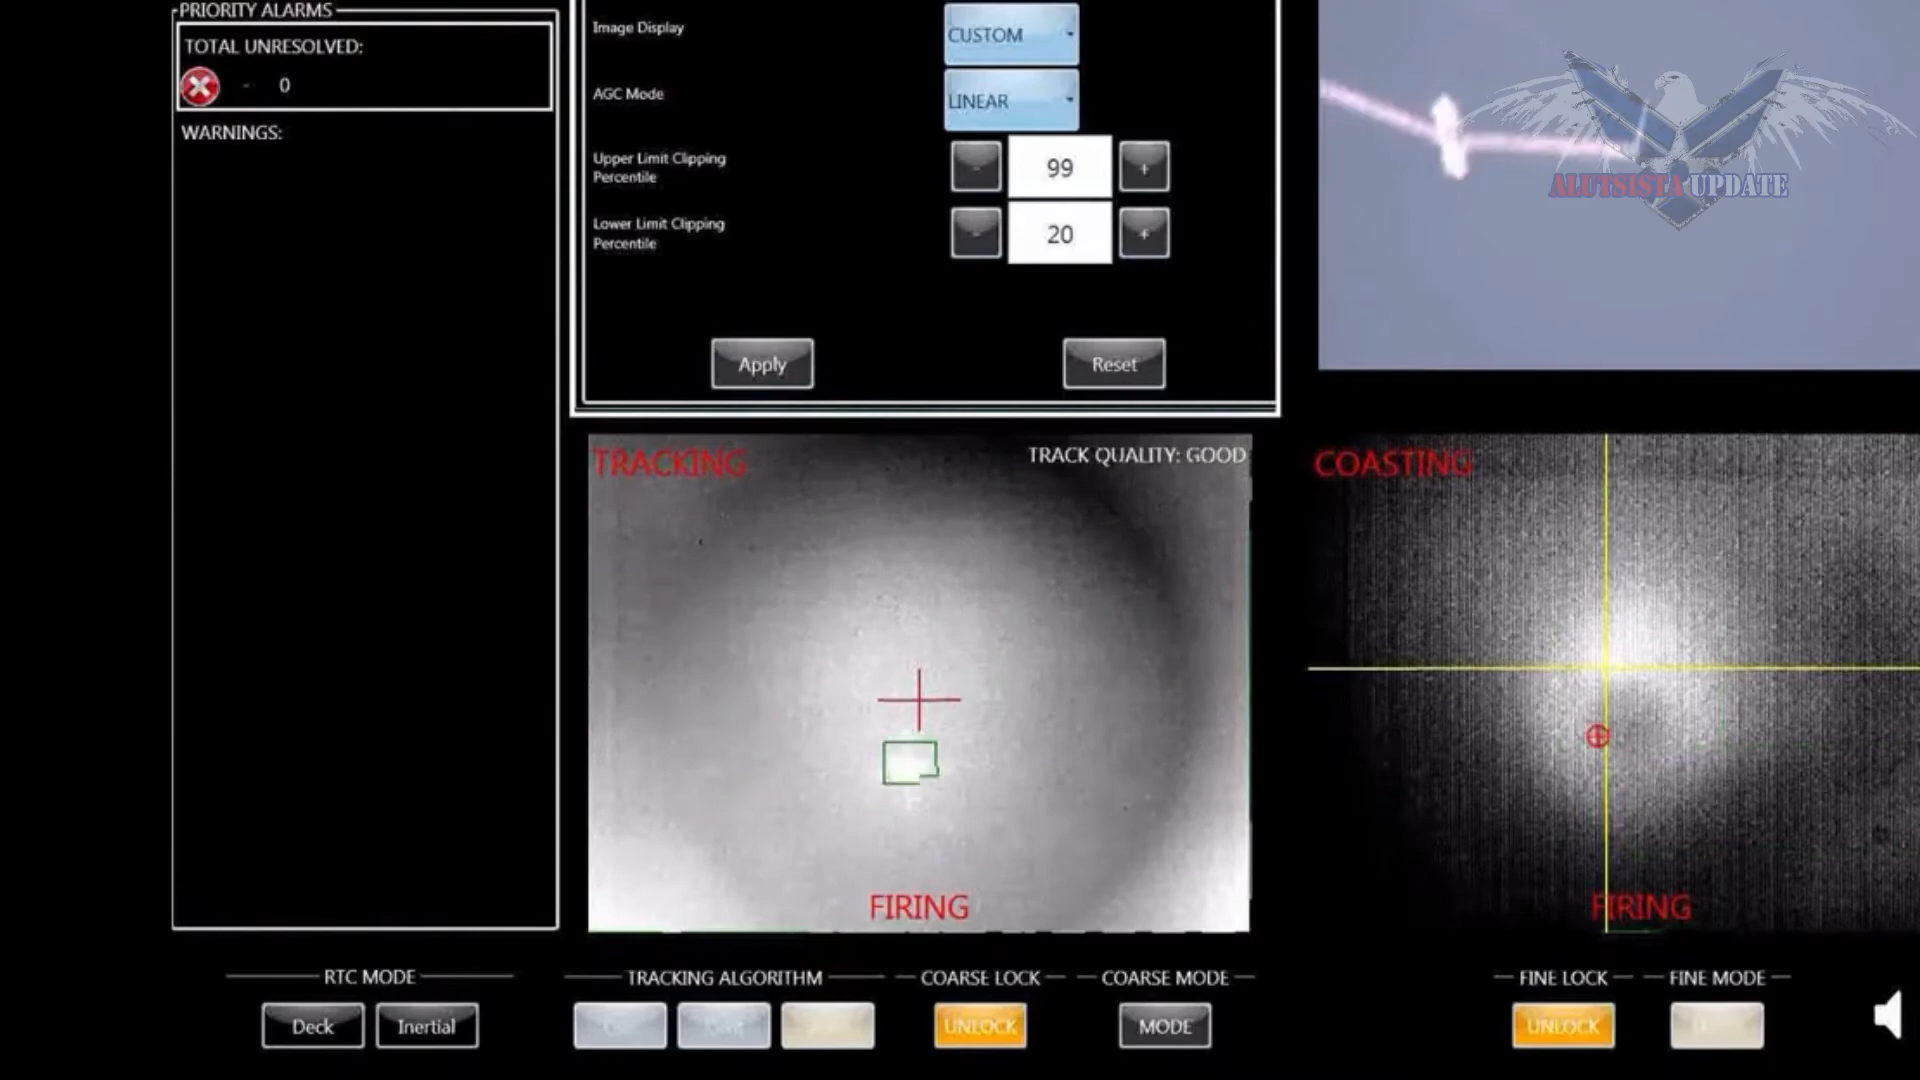 PRIORITY ALARMS
TOTAL UNRESOLVED:
- 0
WARNINGS:
Image Display
CUSTOM
AGC Mode
LINEAR
Upper Limit Clipping
Percentile
- 99 +
Lower Limit Clipping
Percentile
- 20 +
Apply
Reset
ALUTSISTA UPDATE
TRACKING
TRACK QUALITY: GOOD
FIRING
COASTING
FIRING
RTC MODE
Deck
Inertial
TRACKING ALGORITHM
COARSE LOCK
UNLOCK
COARSE MODE
MODE
FINE LOCK
UNLOCK
FINE MODE